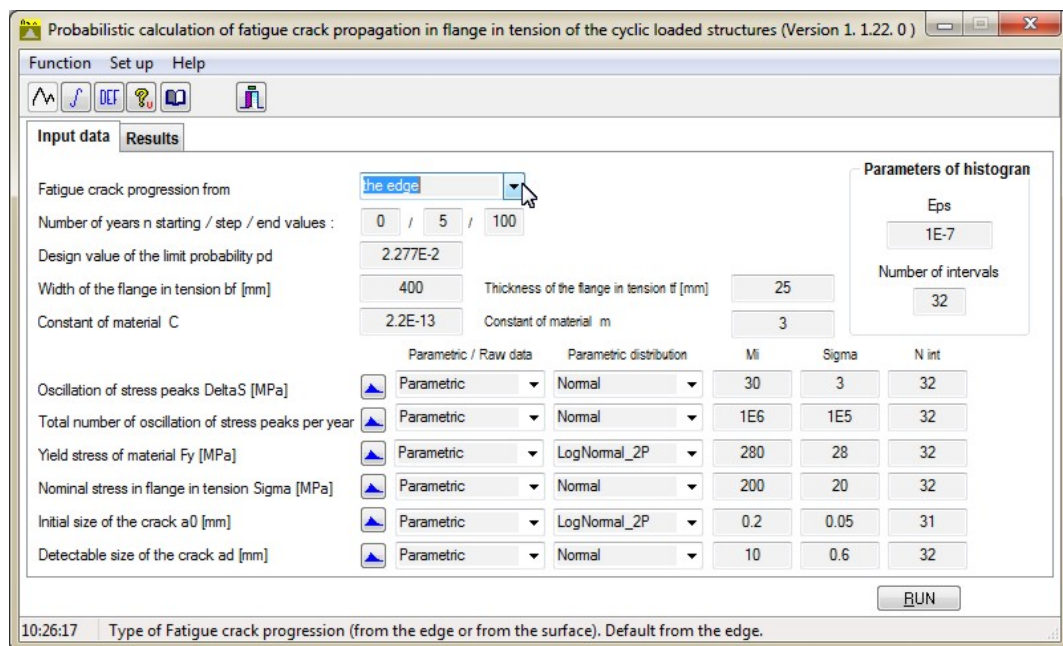 Probabilistic calculation of fatigue crack propagation in flange in tension of the cyclic loaded structures (Version 1. 1.22. 0 )
Function Set up Help
DEF
Input data Results
Parameters of histogran
Fatigue crack progression from the edge
Eps
Number of years n starting / step / end values : 0 / 5 / 100
1E-7
Design value of the limit probability pd 2.277E-2
Number of intervals
Width of the flange in tension bf [mm] 400 Thickness of the flange in tension tf [mm] 25
32
Constant of material C 2.2E-13 Constant of material m 3
Parametric / Raw data Parametric distribution Mi Sigma N int
Oscillation of stress peaks DeltaS [MPa] Parametric Normal 30 3 32
Total number of oscillation of stress peaks per year Parametric Normal 1E6 1E5 32
Yield stress of material Fy [MPa] Parametric LogNormal_2P 280 28 32
Nominal stress in flange in tension Sigma [MPa] Parametric Normal 200 20 32
Initial size of the crack a0 [mm] Parametric LogNormal_2P 0.2 0.05 31
Detectable size of the crack ad [mm] Parametric Normal 10 0.6 32
RUN
10:26:17 Type of Fatigue crack progression (from the edge or from the surface). Default from the edge.